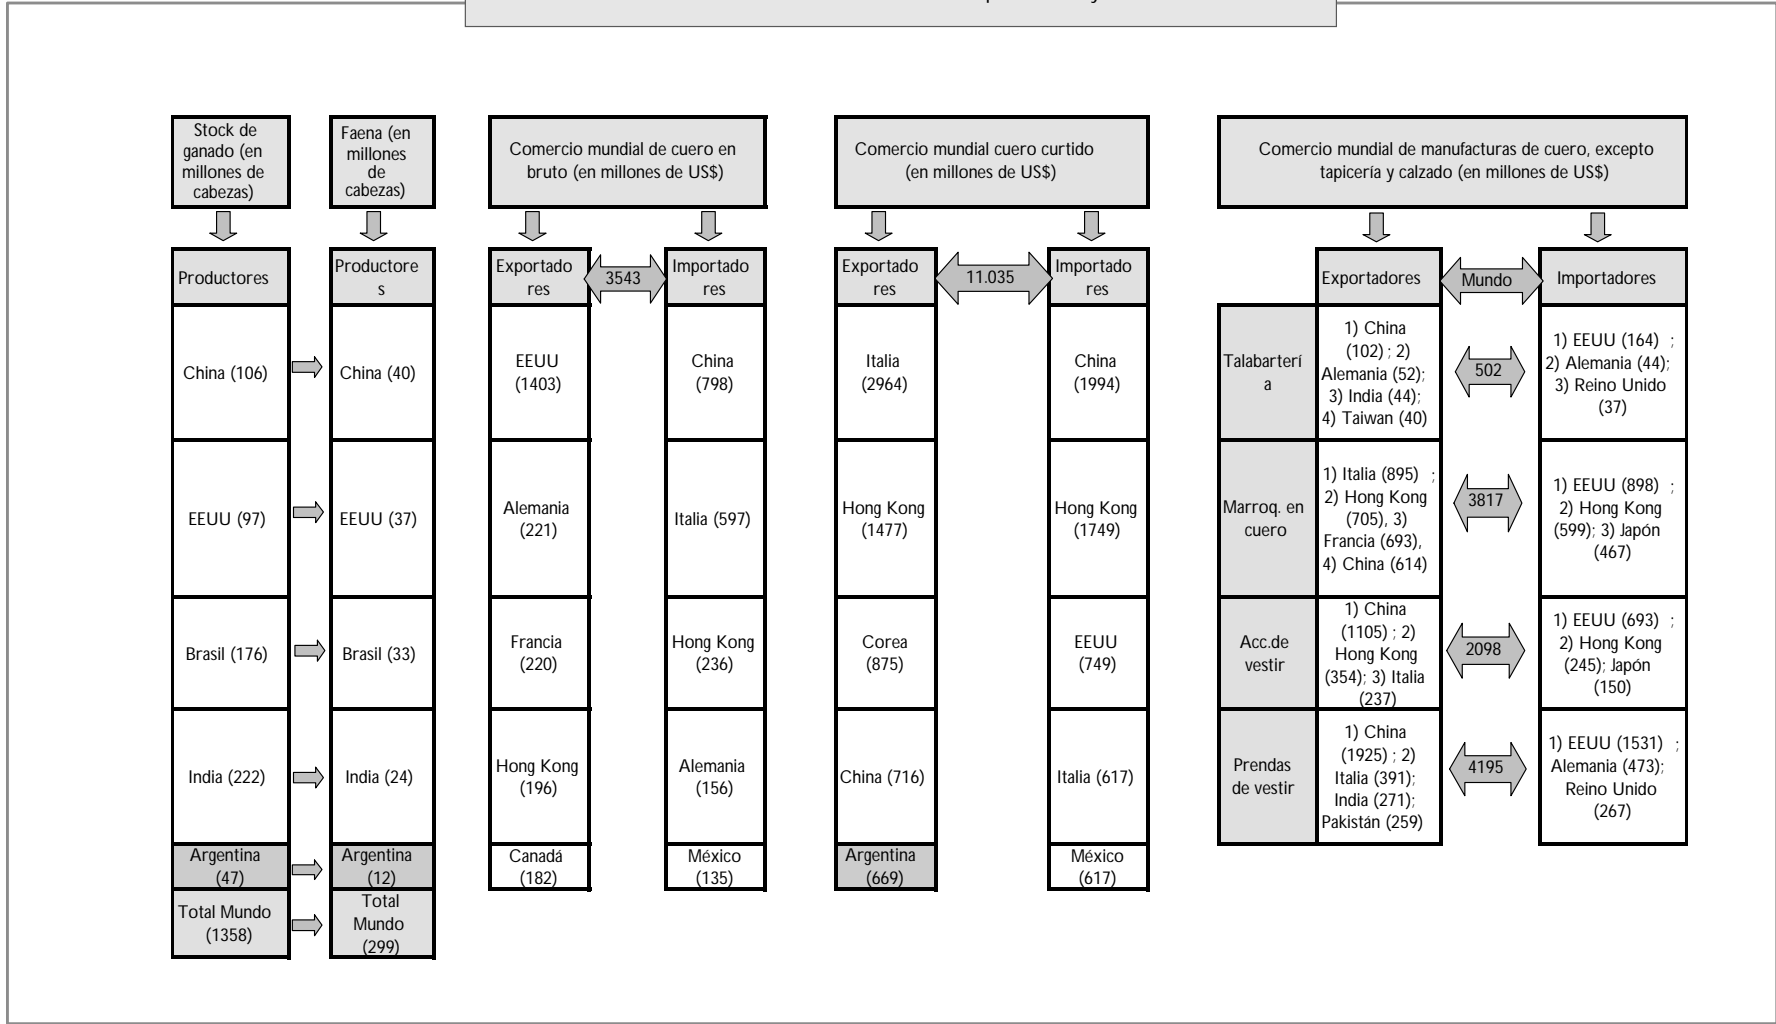 Stock de
ganado (en
millones de
cabezas)
Faena (en
millones
de
cabezas)
Comercio mundial de cuero en
bruto (en millones de US$)
Comercio mundial cuero curtido
(en millones de US$)
Comercio mundial de manufacturas de cuero, excepto
tapicería y calzado (en millones de US$)
Productores
Productore
s
Exportado
res
3543
Importado
res
Exportado
res
11.035
Importado
res
Exportadores
Mundo
Importadores
China (106)
China (40)
EEUU
(1403)
China
(798)
Italia
(2964)
China
(1994)
Talabarterí
a
1) China
(102) ; 2)
Alemania (52);
3) India (44);
4) Taiwan (40)
502
1) EEUU (164) ;
2) Alemania (44);
3) Reino Unido
(37)
EEUU (97)
EEUU (37)
Alemania
(221)
Italia (597)
Hong Kong
(1477)
Hong Kong
(1749)
Marroq. en
cuero
1) Italia (895) ;
2) Hong Kong
(705), 3)
Francia (693),
4) China (614)
3817
1) EEUU (898) ;
2) Hong Kong
(599); 3) Japón
(467)
Brasil (176)
Brasil (33)
Francia
(220)
Hong Kong
(236)
Corea
(875)
EEUU
(749)
Acc.de
vestir
1) China
(1105) ; 2)
Hong Kong
(354); 3) Italia
(237)
2098
1) EEUU (693) ;
2) Hong Kong
(245); Japón
(150)
India (222)
India (24)
Hong Kong
(196)
Alemania
(156)
China (716)
Italia (617)
Prendas
de vestir
1) China
(1925) ; 2)
Italia (391);
India (271);
Pakistán (259)
4195
1) EEUU (1531) ;
Alemania (473);
Reino Unido
(267)
Argentina
(47)
Argentina
(12)
Canadá
(182)
México
(135)
Argentina
(669)
México
(617)
Total Mundo
(1358)
Total
Mundo
(299)